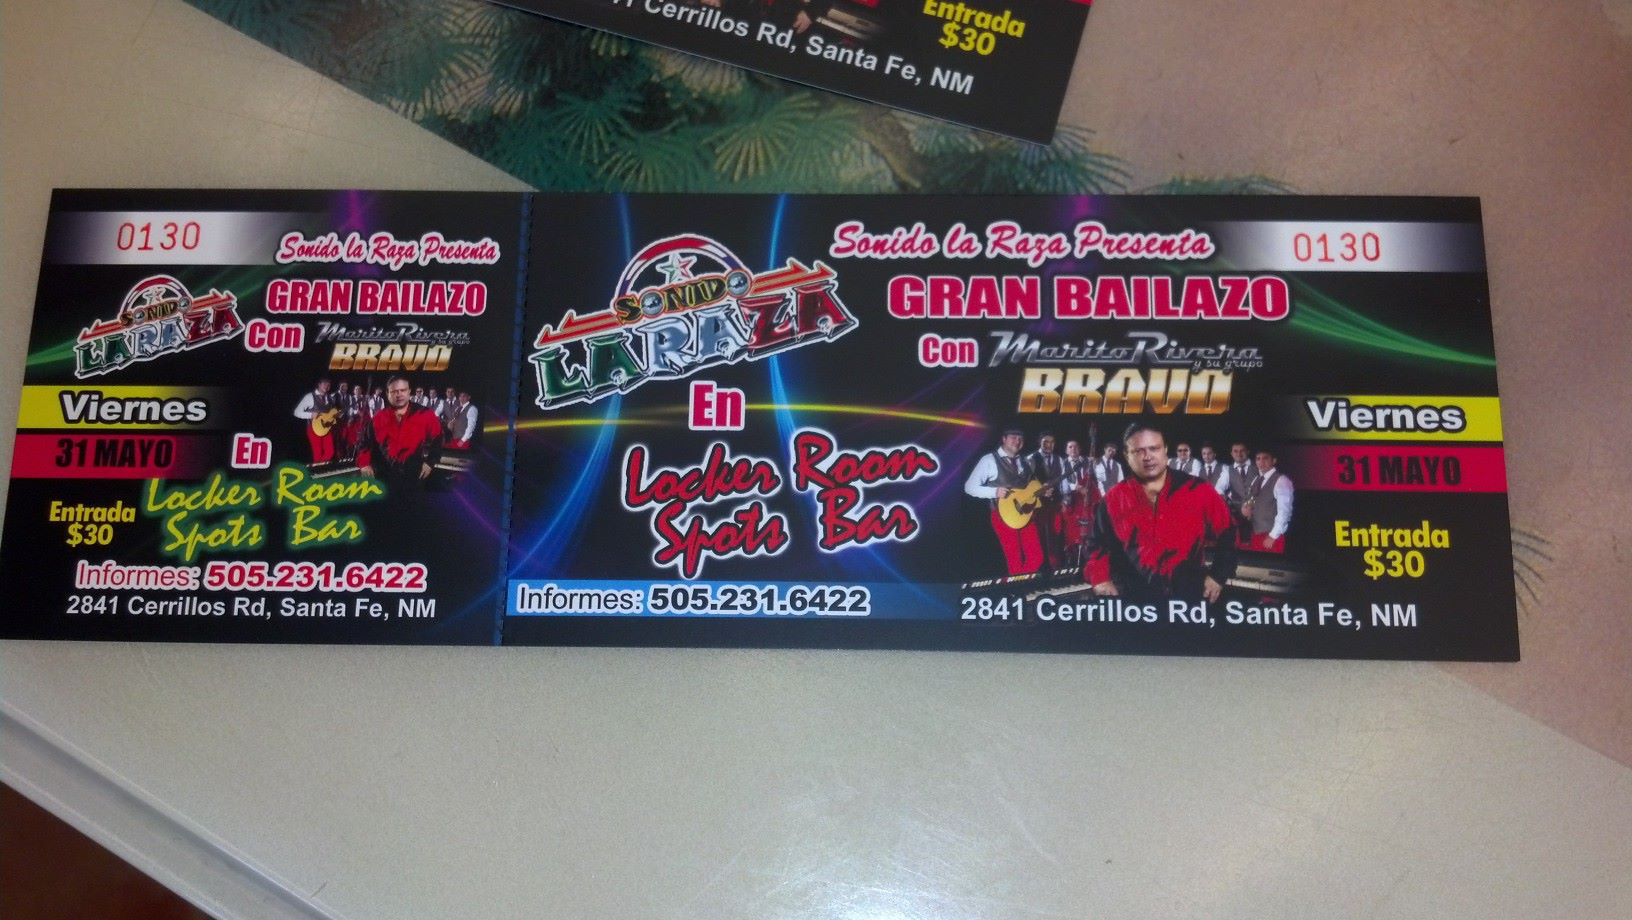 Cerrillos Rd, Santa Fe, NM
Entrada
$30
0130
Sonido la Raza Presenta
SONIDO
LA RAZA
GRAN BAILAZO
Con Marito Rivera
y su grupo
BRAVO
Viernes
31 MAYO
En
Locker Room
Spots Bar
Entrada
$30
Informes: 505.231.6422
2841 Cerrillos Rd, Santa Fe, NM
Sonido la Raza Presenta
0130
SONIDO
LA RAZA
GRAN BAILAZO
Con Marito Rivera
y su grupo
BRAVO
En
Locker Room
Spots Bar
Viernes
31 MAYO
Entrada
$30
Informes: 505.231.6422
2841 Cerrillos Rd, Santa Fe, NM